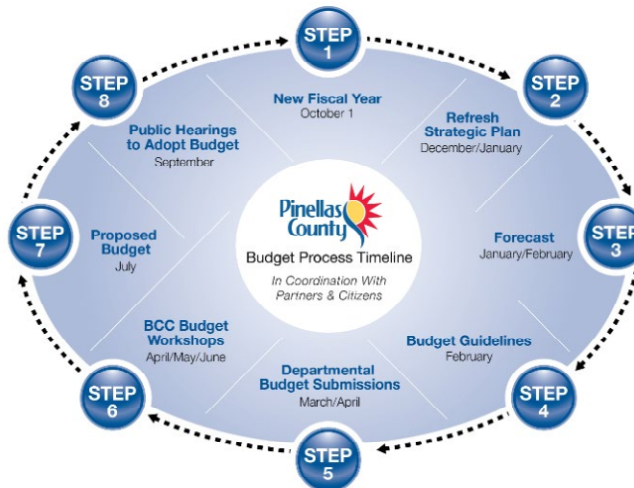 STEP
1
New Fiscal Year
October 1
STEP
2
Refresh
Strategic Plan
December/January
STEP
3
Forecast
January/February
STEP
4
Budget Guidelines
February
STEP
5
Departmental
Budget Submissions
March/April
STEP
6
BCC Budget
Workshops
April/May/June
STEP
7
Proposed
Budget
July
STEP
8
Public Hearings
to Adopt Budget
September
Pinellas
County
Budget Process Timeline
In Coordination With
Partners & Citizens